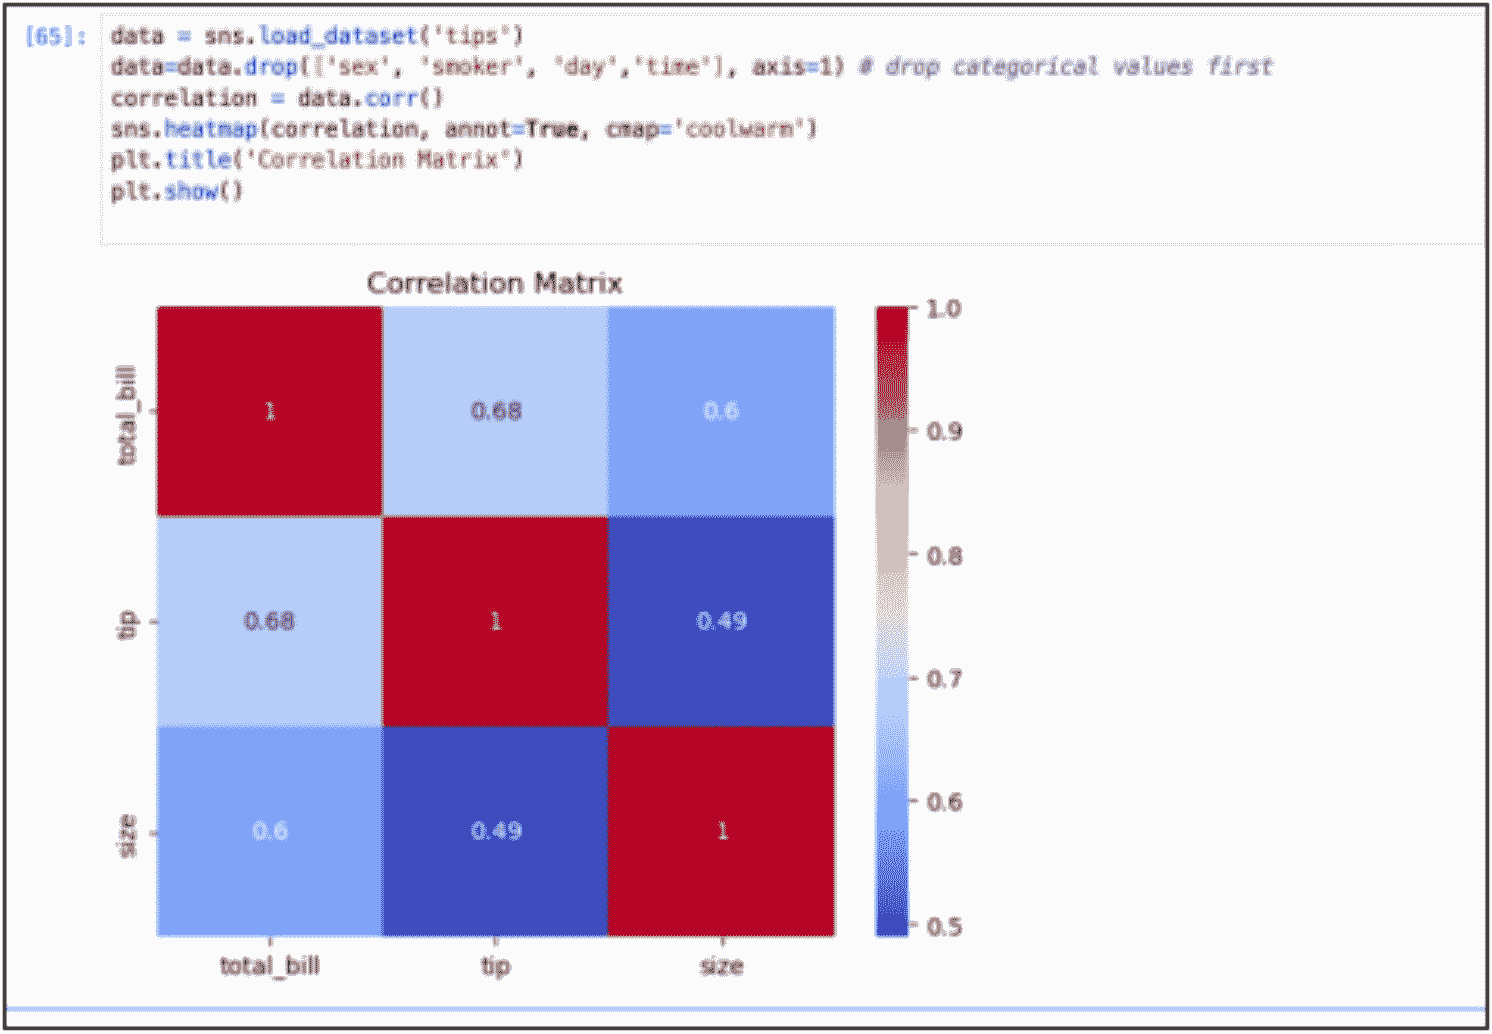 [65]: data = sns.load_dataset('tips')
data=data.drop(['sex', 'smoker', 'day','time'], axis=1) # drop categorical values first
correlation = data.corr()
sns.heatmap(correlation, annot=True, cmap='coolwarm')
plt.title('Correlation Matrix')
plt.show()
Correlation Matrix
total_bill 1 0.68 0.6
tip 0.68 1 0.49
size 0.6 0.49 1
total_bill tip size
1.0
0.9
0.8
0.7
0.6
0.5